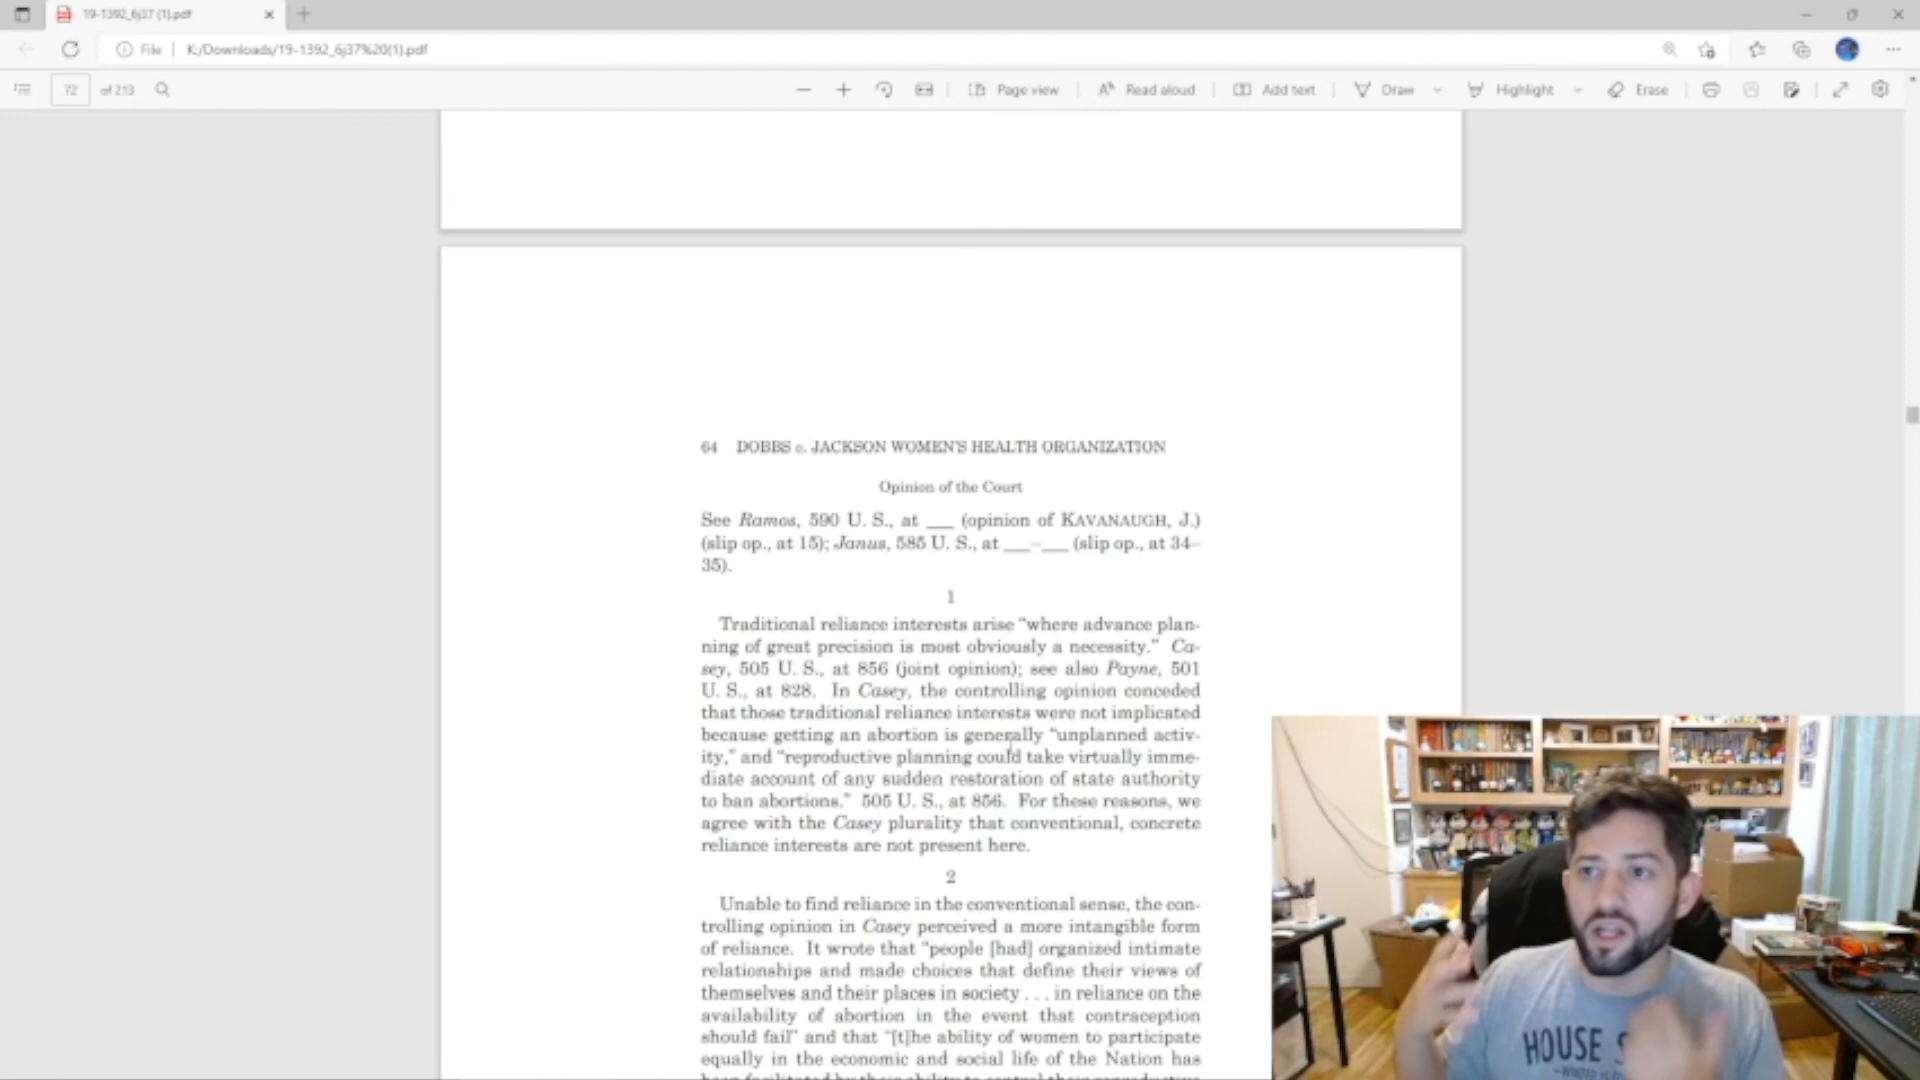 19-1392_6j37 (1).pdf
File | K:/Downloads/19-1392_6j37%20(1).pdf
72 of 213
Page view
Read aloud
Add text
Draw
Highlight
Erase
64 DOBBS v. JACKSON WOMEN'S HEALTH ORGANIZATION
Opinion of the Court
See Ramos, 590 U. S., at ___ (opinion of KAVANAUGH, J.)
(slip op., at 15); Janus, 585 U. S., at ___–___ (slip op., at 34–
35).
1
Traditional reliance interests arise “where advance plan-
ning of great precision is most obviously a necessity.” Ca-
sey, 505 U. S., at 856 (joint opinion); see also Payne, 501
U. S., at 828. In Casey, the controlling opinion conceded
that those traditional reliance interests were not implicated
because getting an abortion is generally “unplanned activ-
ity,” and “reproductive planning could take virtually imme-
diate account of any sudden restoration of state authority
to ban abortions.” 505 U. S., at 856. For these reasons, we
agree with the Casey plurality that conventional, concrete
reliance interests are not present here.
2
Unable to find reliance in the conventional sense, the con-
trolling opinion in Casey perceived a more intangible form
of reliance. It wrote that “people [had] organized intimate
relationships and made choices that define their views of
themselves and their places in society . . . in reliance on the
availability of abortion in the event that contraception
should fail” and that “[t]he ability of women to participate
equally in the economic and social life of the Nation has
been facilitated by their ability to control their reproductive
HOUSE S